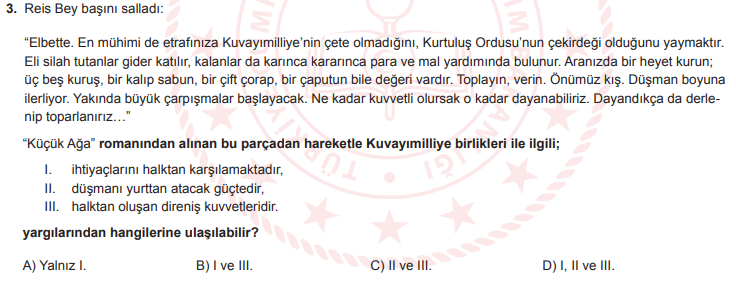 3. Reis Bey başını salladı:
“Elbette. En mühimi de etrafınıza Kuvayımilliye’nin çete olmadığını, Kurtuluş Ordusu’nun çekirdeği olduğunu yaymaktır.
Eli silah tutanlar gider katılır, kalanlar da karınca kararınca para ve mal yardımında bulunur. Aranızda bir heyet kurun;
üç beş kuruş, bir kalıp sabun, bir çift çorap, bir çaputun bile değeri vardır. Toplayın, verin. Önümüz kış. Düşman boyuna
ilerliyor. Yakında büyük çarpışmalar başlayacak. Ne kadar kuvvetli olursak o kadar dayanabiliriz. Dayandıkça da derle-
nip toparlanırız…”
“Küçük Ağa” romanından alınan bu parçadan hareketle Kuvayımilliye birlikleri ile ilgili;
I. ihtiyaçlarını halktan karşılamaktadır,
II. düşmanı yurttan atacak güçtedir,
III. halktan oluşan direniş kuvvetleridir.
yargılarından hangilerine ulaşılabilir?
A) Yalnız I. B) I ve III. C) II ve III. D) I, II ve III.